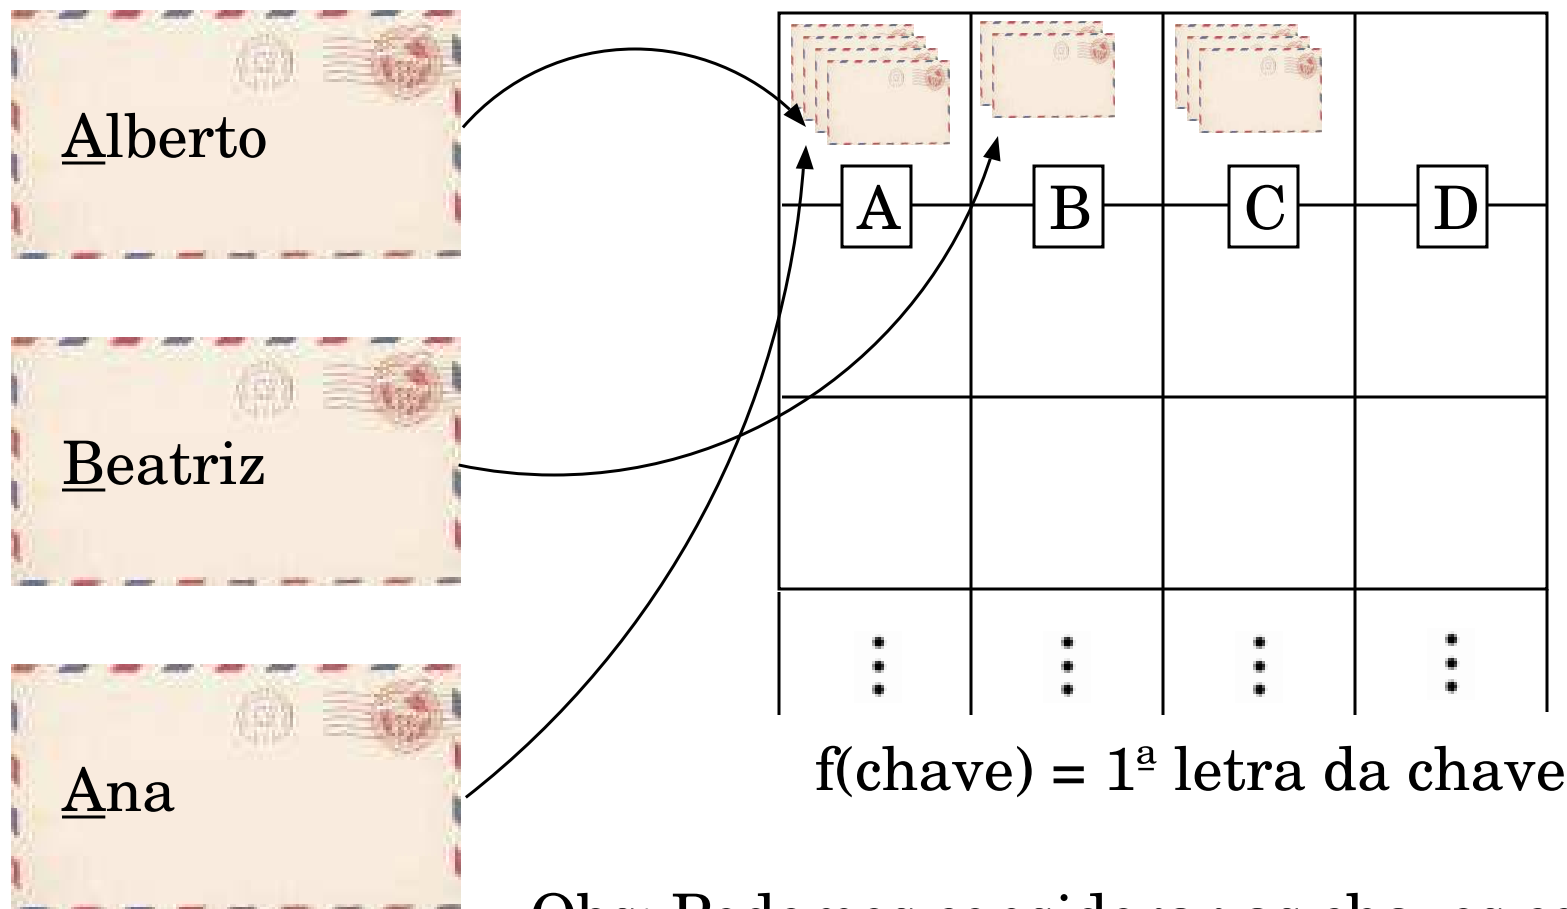 Alberto
A B C D
Beatriz
Ana
f(chave) = 1ª letra da chave